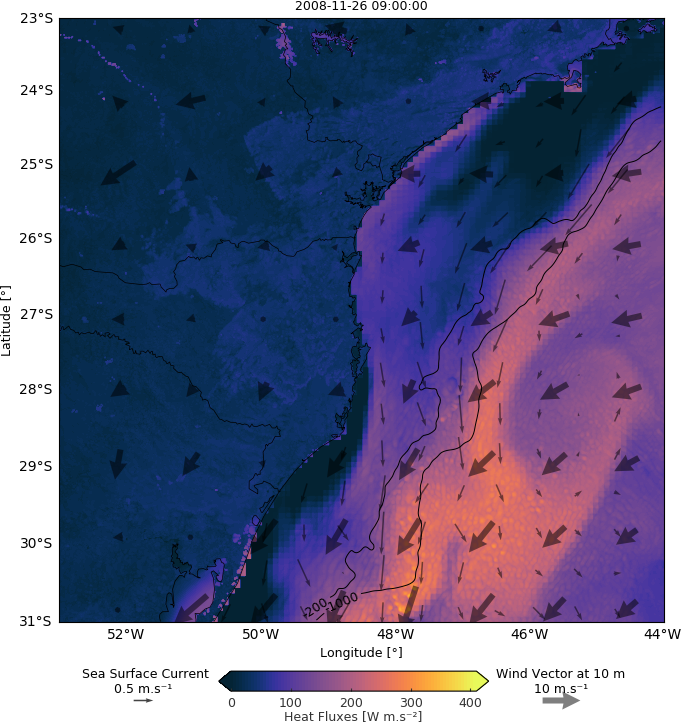 2008-11-26 09:00:00
23°S
24°S
25°S
26°S
27°S
28°S
29°S
30°S
31°S
Latitude [°]
200
1000
52°W 50°W 48°W 46°W 44°W
Longitude [°]
Sea Surface Current
0.5 m.s⁻¹
Wind Vector at 10 m
10 m.s⁻¹
0 100 200 300 400
Heat Fluxes [W m.s⁻²]